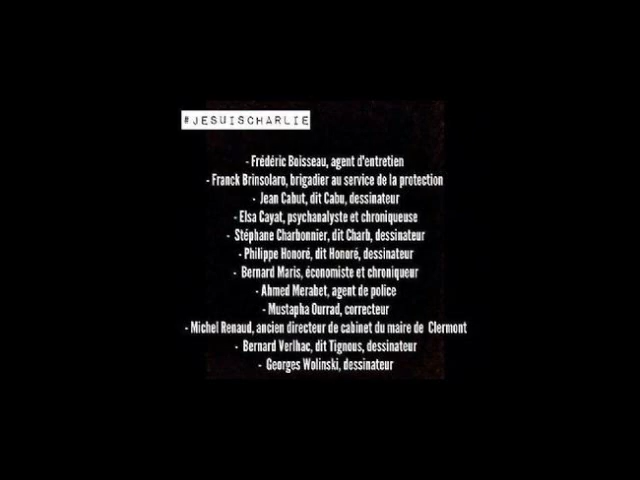 #JESUISCHARLIE
- Frédéric Boisseau, agent d'entretien
- Franck Brinsolaro, brigadier au service de la protection
- Jean Cabut, dit Cabu, dessinateur
- Elsa Cayat, psychanalyste et chroniqueuse
- Stéphane Charbonnier, dit Charb, dessinateur
- Philippe Honoré, dit Honoré, dessinateur
- Bernard Maris, économiste et chroniqueur
- Ahmed Merabet, agent de police
- Mustapha Ourrad, correcteur
- Michel Renaud, ancien directeur de cabinet du maire de Clermont
- Bernard Verlhac, dit Tignous, dessinateur
- Georges Wolinski, dessinateur